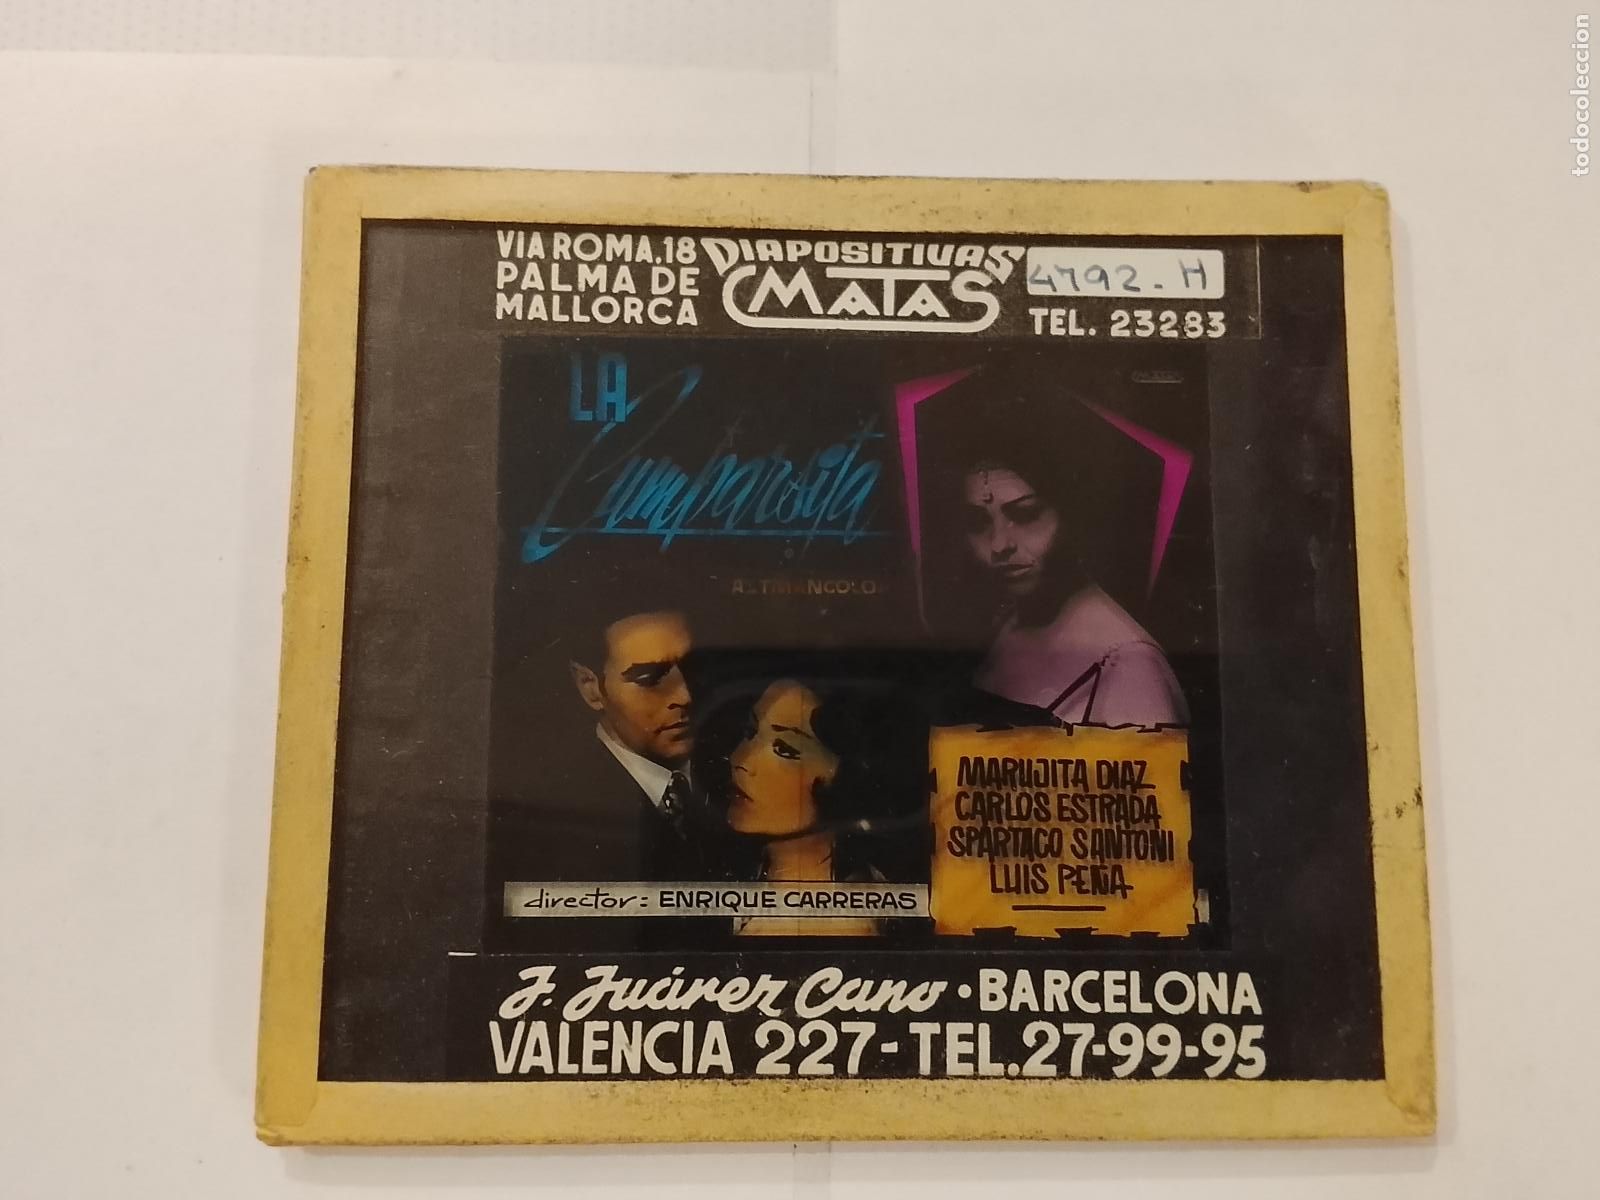 VIA ROMA.18
PALMA DE
MALLORCA
DIAPOSITIVAS
MATAS
4792-H
TEL. 23283
LA
Cumparsita
MARUJITA DIAZ
CARLOS ESTRADA
SPARTACO SANTONI
LUIS PEÑA
director: ENRIQUE CARRERAS
J. Juárez Cano • BARCELONA
VALENCIA 227 - TEL. 27-99-95
todocoleccion